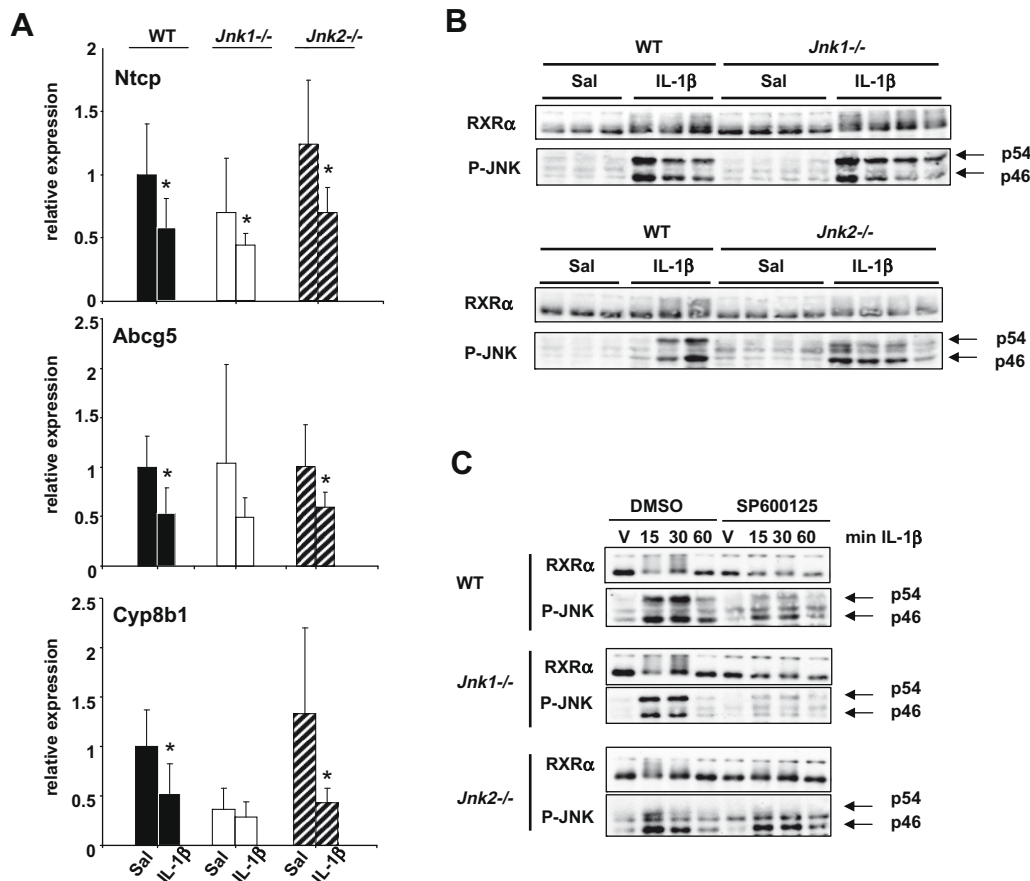 A
WT Jnk1-/- Jnk2-/-
Ntcp
relative expression
2
1.5
1
0.5
0
*
*
*
Abcg5
relative expression
2.5
2
1.5
1
0.5
0
*
*
Cyp8b1
relative expression
2.5
2
1.5
1
0.5
0
*
*
Sal IL-1β Sal IL-1β Sal IL-1β
B
WT Jnk1-/-
Sal IL-1β Sal IL-1β
RXRα
P-JNK
p54
p46
WT Jnk2-/-
Sal IL-1β Sal IL-1β
RXRα
P-JNK
p54
p46
C
DMSO SP600125
V 15 30 60 V 15 30 60 min IL-1β
WT
RXRα
P-JNK
p54
p46
Jnk1-/-
RXRα
P-JNK
p54
p46
Jnk2-/-
RXRα
P-JNK
p54
p46